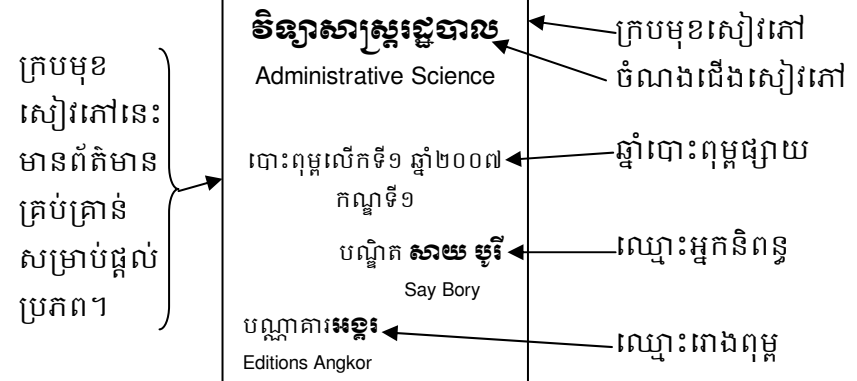 ក្របមុខ
សៀវភៅនេះ
មានព័ត៌មាន
គ្រប់គ្រាន់
សម្រាប់ផ្តល់
ប្រភព។
វិទ្យាសាស្ត្ររដ្ឋបាល
Administrative Science
បោះពុម្ពលើកទី១ ឆ្នាំ២០០៧
កណ្ឌទី១
បណ្ឌិត សាយ បូរី
Say Bory
បណ្ណាគារអង្គរ
Editions Angkor
ក្របមុខសៀវភៅ
ចំណងជើងសៀវភៅ
ឆ្នាំបោះពុម្ពផ្សាយ
ឈ្មោះអ្នកនិពន្ធ
ឈ្មោះរោងពុម្ព